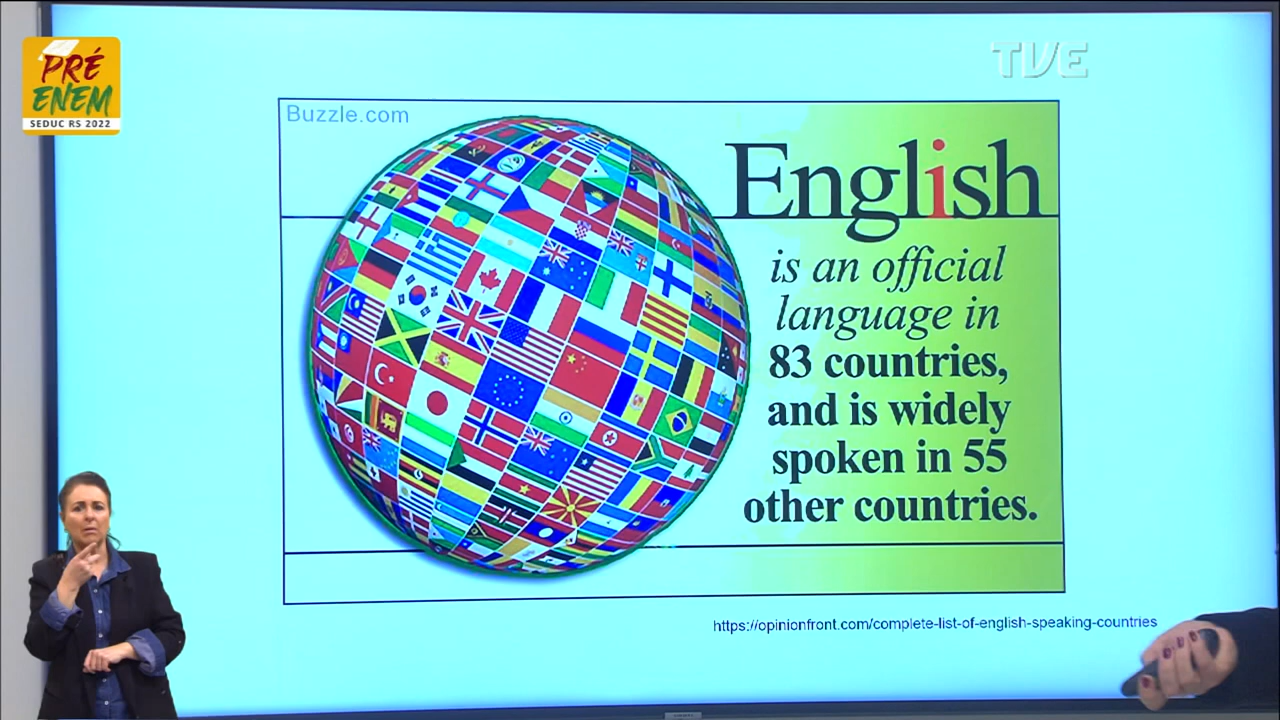 PRÉ
ENEM
SEDUC RS 2022
TVE
Buzzle.com
English
is an official
language in
83 countries,
and is widely
spoken in 55
other countries.
https://opinionfront.com/complete-list-of-english-speaking-countries